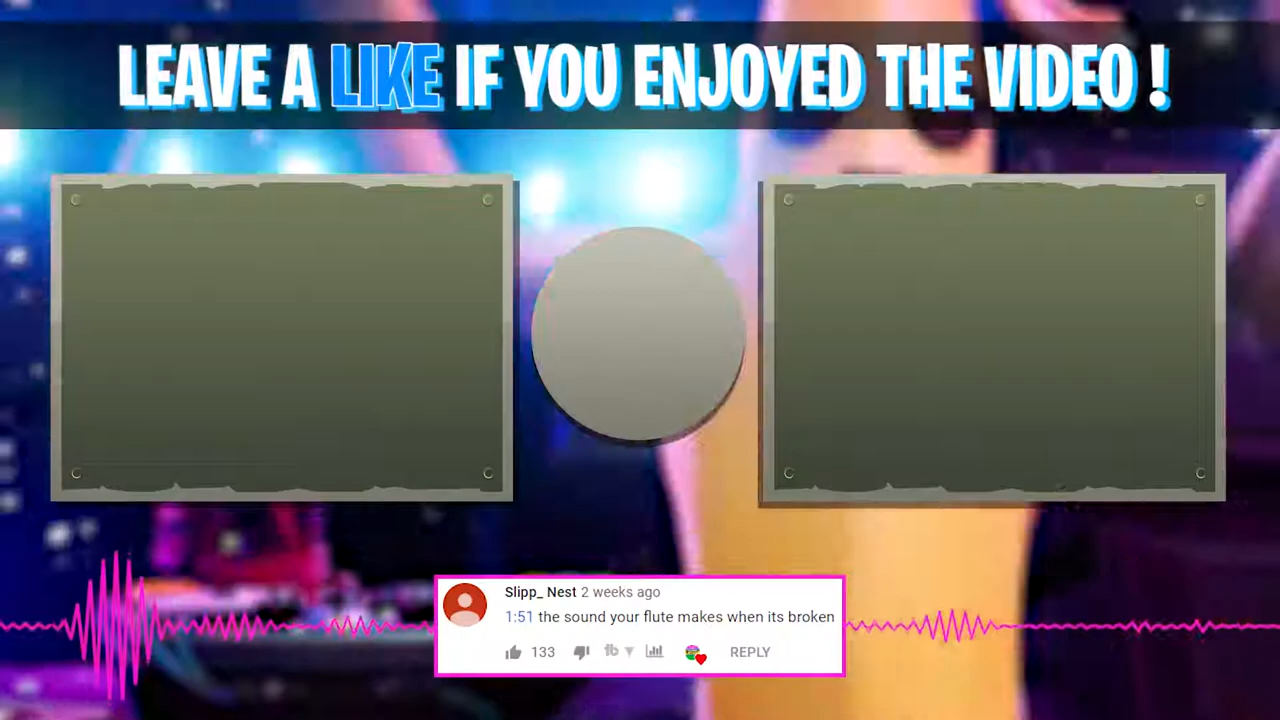 LEAVE A LIKE IF YOU ENJOYED THE VIDEO !
Slipp_ Nest 2 weeks ago
1:51 the sound your flute makes when its broken
133 tb REPLY